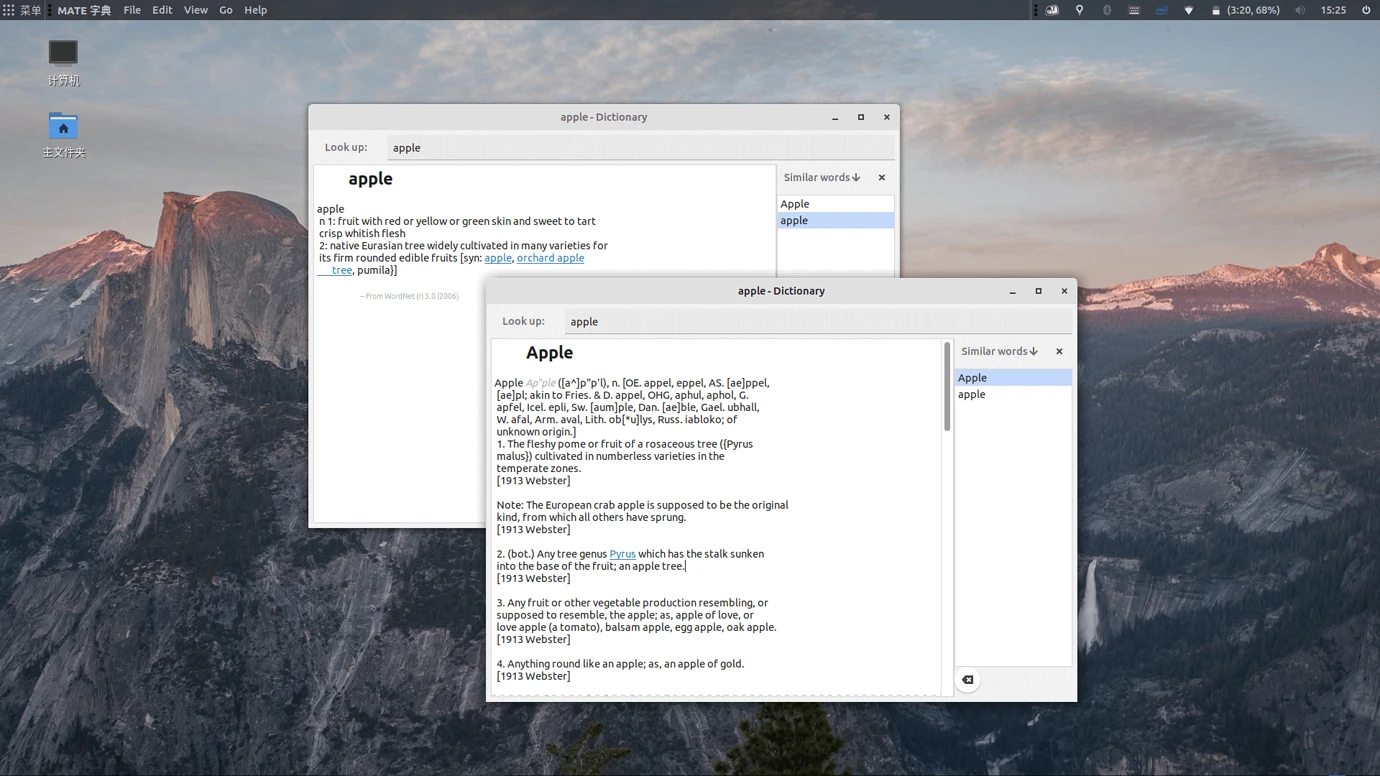 菜单 MATE 字典 File Edit View Go Help (3:20, 68%) 15:25
计算机
主文件夹
apple - Dictionary
Look up: apple
apple
apple
n 1: fruit with red or yellow or green skin and sweet to tart
crisp whitish flesh
2: native Eurasian tree widely cultivated in many varieties for
its firm rounded edible fruits [syn: apple, orchard apple
tree, pumila}]
-- From WordNet (r) 3.0 (2006)
Similar words↓
Apple
apple
apple - Dictionary
Look up: apple
Apple
Apple Ap"ple ([a^]p"p'l), n. [OE. appel, eppel, AS. [ae]ppel,
[ae]pl; akin to Fries. & D. appel, OHG, aphul, aphol, G.
apfel, Icel. epli, Sw. [aum]ple, Dan. [ae]ble, Gael. ubhall,
W. afal, Arm. aval, Lith. ob[*u]lys, Russ. iabloko; of
unknown origin.]
1. The fleshy pome or fruit of a rosaceous tree ({Pyrus
malus}) cultivated in numberless varieties in the
temperate zones.
[1913 Webster]
Note: The European crab apple is supposed to be the original
kind, from which all others have sprung.
[1913 Webster]
2. (bot.) Any tree genus Pyrus which has the stalk sunken
into the base of the fruit; an apple tree.
[1913 Webster]
3. Any fruit or other vegetable production resembling, or
supposed to resemble, the apple; as, apple of love, or
love apple (a tomato), balsam apple, egg apple, oak apple.
[1913 Webster]
4. Anything round like an apple; as, an apple of gold.
[1913 Webster]
Similar words↓
Apple
apple